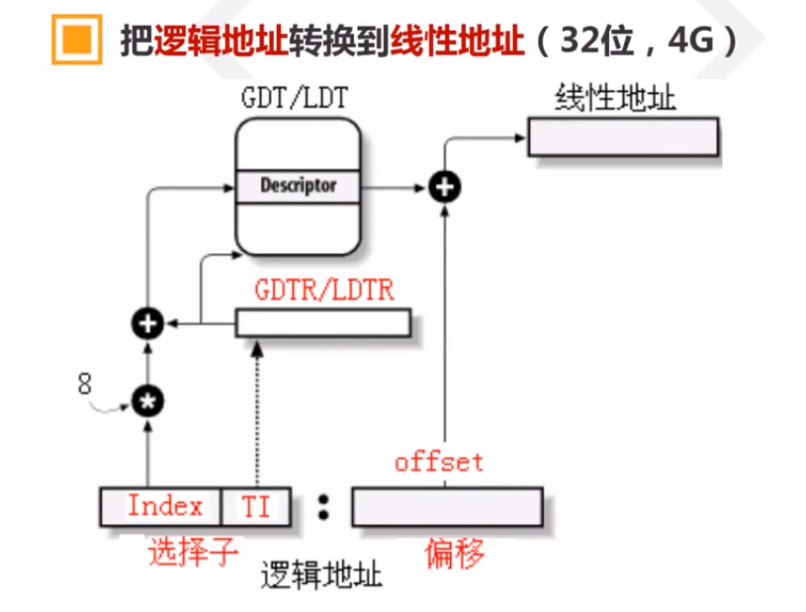 把逻辑地址转换到线性地址（32位，4G）
GDT/LDT
线性地址
Descriptor
+
GDTR/LDTR
+
8
*
offset
Index TI :
选择子
偏移
逻辑地址